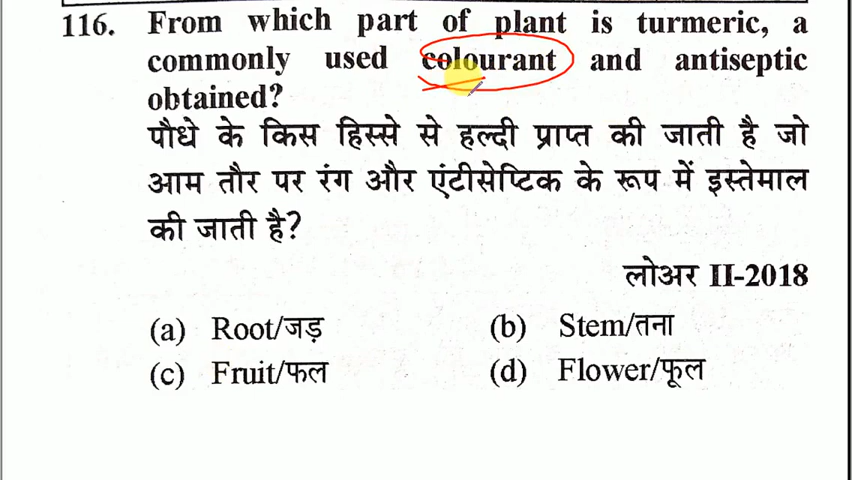 116. From which part of plant is turmeric, a
commonly used colourant and antiseptic
obtained?
पौधे के किस हिस्से से हल्दी प्राप्त की जाती है जो
आम तौर पर रंग और एंटीसेप्टिक के रूप में इस्तेमाल
की जाती है?
लोअर II-2018
(a) Root/जड़ (b) Stem/तना
(c) Fruit/फल (d) Flower/फूल